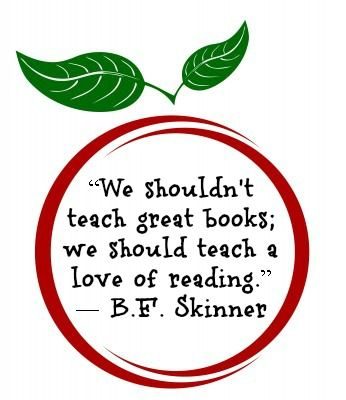 “We shouldn't
teach great books;
we should teach a
love of reading.”
— B.F. Skinner